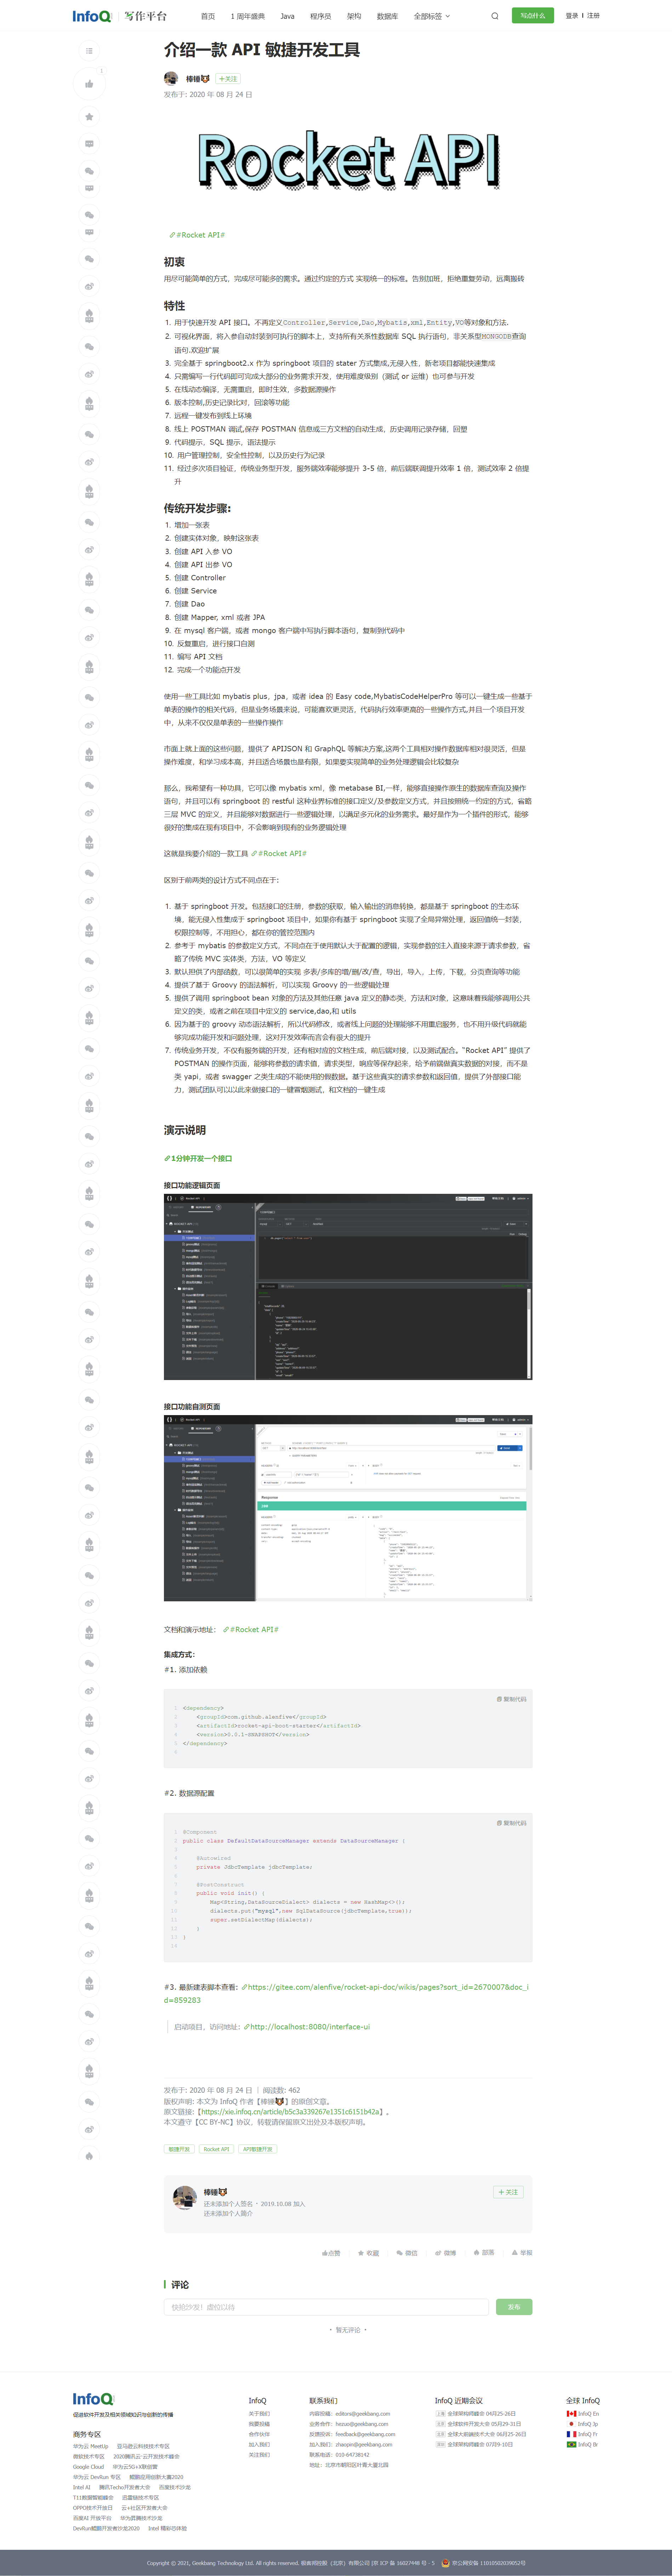 InfoQ 写作平台
首页 1 周年盛典 Java 程序员 架构 数据库 全部标签
写点什么
登录 | 注册
介绍一款 API 敏捷开发工具
棒锤
+关注
发布于: 2020 年 08 月 24 日
Rocket API
#Rocket API#
初衷
用尽可能简单的方式，完成尽可能多的需求。通过约定的方式 实现统一的标准。告别加班，拒绝重复劳动，远离搬砖
特性
1. 用于快速开发 API 接口。不再定义Controller,Service,Dao,Mybatis,xml,Entity,VO等对象和方法.
2. 可视化界面，将入参自动封装到可执行的脚本上，支持所有关系性数据库 SQL 执行语句，非关系型MONGODB查询
语句.欢迎扩展
3. 完全基于 springboot2.x 作为 springboot 项目的 stater 方式集成,无侵入性，新老项目都能快速集成
4. 只需编写一行代码即可完成大部分的业务需求开发，使用难度级别（测试 or 运维）也可参与开发
5. 在线动态编译，无需重启，即时生效，多数据源操作
6. 版本控制,历史记录比对，回滚等功能
7. 远程一键发布到线上环境
8. 线上 POSTMAN 调试,保存 POSTMAN 信息或三方文档的自动生成，历史调用记录存储，回塑
9. 代码提示、SQL 提示，语法提示
10. 用户管理控制，安全性控制，以及历史行为记录
11. 经过多次项目验证，传统业务型开发，服务端效率能够提升 3-5 倍，前后端联调提升效率 1 倍，测试效率 2 倍提
升
传统开发步骤:
1. 增加一张表
2. 创建实体对象，映射这张表
3. 创建 API 入参 VO
4. 创建 API 出参 VO
5. 创建 Controller
6. 创建 Service
7. 创建 Dao
8. 创建 Mapper, xml 或者 JPA
9. 在 mysql 客户端，或者 mongo 客户端中写执行脚本语句，复制到代码中
10. 反复重启，进行接口自测
11. 编写 API 文档
12. 完成一个功能点开发
使用一些工具比如 mybatis plus，jpa，或者 idea 的 Easy code,MybatisCodeHelperPro 等可以一键生成一些基于
单表的操作的相关代码，但是业务场景来说，可能喜欢更灵活，代码执行效率更高的一些操作方式,并且一个项目开发
中，从来不仅仅是单表的一些操作操作
市面上就上面的这些问题，提供了 APIJSON 和 GraphQL 等解决方案,这两个工具相对操作数据库相对很灵活，但是
操作难度，和学习成本高，并且适合场景也是有限，如果要实现简单的业务处理逻辑会比较复杂
那么，我希望有一种功具，它可以像 mybatis xml，像 metabase BI,一样，能够直接操作原生的数据库查询及操作
语句，并且可以有 springboot 的 restful 这种业界标准的接口定义/及参数定义方式，并且按照统一约定的方式，省略
三层 MVC 的定义，并且能够对数据进行一些逻辑处理，以满足多元化的业务需求。最好是作为一个插件的形式，能够
很好的集成在现有项目中，不会影响到现有的业务逻辑处理
这就是我要介绍的一款工具 #Rocket API#
区别于前两类的设计方式不同点在于:
1. 基于 springboot 开发。包括接口的注册，参数的获取，输入输出的消息转换，都是基于 springboot 的生态环
境，能无侵入性集成于 springboot 项目中，如果你有基于 springboot 实现了全局异常处理，返回值统一封装，
权限控制等，不用担心，都在你的管控范围内
2. 参考于 mybatis 的参数定义方式，不同点在于使用默认大于配置的逻辑，实现参数的注入直接来源于请求参数，省
略了传统 MVC 实体类，方法，VO 等定义
3. 默认担供了内部函数，可以很简单的实现 多表/多库的增/删/改/查，导出，导入，上传，下载，分页查询等功能
4. 提供了基于 Groovy 的语法解析，可以实现 Groovy 的一些逻辑处理
5. 提供了调用 springboot bean 对象的方法及其他任意 java 定义的静态类，方法和对象，这意味着我能够调用公共
定义的类，或者之前在项目中定义的 service,dao,和 utils
6. 因为基于的 groovy 动态语言解析，所以代码修改，或者线上问题的处理能够不用重启服务，也不用升级代码就能
够完成功能开发和问题处理，这对开发效率而言会有很大的提升
7. 传统业务开发，不仅有服务端的开发，还有相对应的文档生成，前后端对接，以及测试配合。"Rocket API" 提供了
POSTMAN 的操作页面，能够将参数的请求值，请求类型，响应等保存起来，给予前端做真实数据的对接，而不是
类 yapi，或者 swagger 之类生成的不能使用的假数据。基于这些真实的请求参数和返回值，提供了外部接口能
力，测试团队可以以此来做接口的一键冒烟测试，和文档的一键生成
演示说明
1分钟开发一个接口
接口功能逻辑页面
接口功能自测页面
文档和演示地址： #Rocket API#
集成方式:
#1. 添加依赖
复制代码
1 <dependency>
2 <groupId>com.github.alenfive</groupId>
3 <artifactId>rocket-api-boot-starter</artifactId>
4 <version>0.0.1-SNAPSHOT</version>
5 </dependency>
6
#2. 数据源配置
复制代码
1 @Component
2 public class DefaultDataSourceManager extends DataSourceManager {
3
4 @Autowired
5 private JdbcTemplate jdbcTemplate;
6
7 @PostConstruct
8 public void init() {
9 Map<String,DataSourceDialect> dialects = new HashMap<>();
10 dialects.put("mysql",new SqlDataSource(jdbcTemplate,true));
11 super.setDialectMap(dialects);
12 }
13 }
14
#3. 最新建表脚本查看: https://gitee.com/alenfive/rocket-api-doc/wikis/pages?sort_id=2670007&doc_i
d=859283
启动项目，访问地址: http://localhost:8080/interface-ui
发布于: 2020 年 08 月 24 日 | 阅读数: 462
版权声明: 本文为 InfoQ 作者【棒锤】的原创文章。
原文链接:【https://xie.infoq.cn/article/b5c3a339267e1351c6151b42a】。
本文遵守【CC BY-NC】协议，转载请保留原文出处及本版权声明。
敏捷开发 Rocket API API敏捷开发
棒锤
+ 关注
还未添加个人签名 · 2019.10.08 加入
还未添加个人简介
点赞 收藏 微信 微博 部落 举报
评论
快抢沙发！虚位以待
发布
· 暂无评论 ·
InfoQ
促进软件开发及相关领域知识与创新的传播
商务专区
华为云 MeetUp 亚马逊云科技技术专区
微软技术专区 2020腾讯云·云开发技术峰会
Google Cloud 华为云5G+X联创营
华为云 DevRun 专区 鲲鹏应用创新大赛2020
Intel AI 腾讯Techo开发者大会 百度技术沙龙
T11数据智能峰会 迅雷链技术专区
OPPO技术开放日 云+社区开发者大会
百度AI 开放平台 华为昇腾技术沙龙
DevRun鲲鹏开发者沙龙2020 Intel 精彩芯体验
InfoQ
关于我们
我要投稿
合作伙伴
加入我们
关注我们
联系我们
内容投稿：editors@geekbang.com
业务合作：hezuo@geekbang.com
反馈投诉：feedback@geekbang.com
加入我们：zhaopin@geekbang.com
联系电话：010-64738142
地址：北京市朝阳区叶青大厦北园
InfoQ 近期会议
全球架构师峰会 04月25-26日
全球软件开发大会 05月29-31日
全球大前端技术大会 06月25-26日
全球架构师峰会 07月9-10日
全球 InfoQ
InfoQ En
InfoQ Jp
InfoQ Fr
InfoQ Br
Copyright © 2021, Geekbang Technology Ltd. All rights reserved. 极客邦控股（北京）有限公司 | 京 ICP 备 16027448 号 - 5 京公网安备 11010502039052号